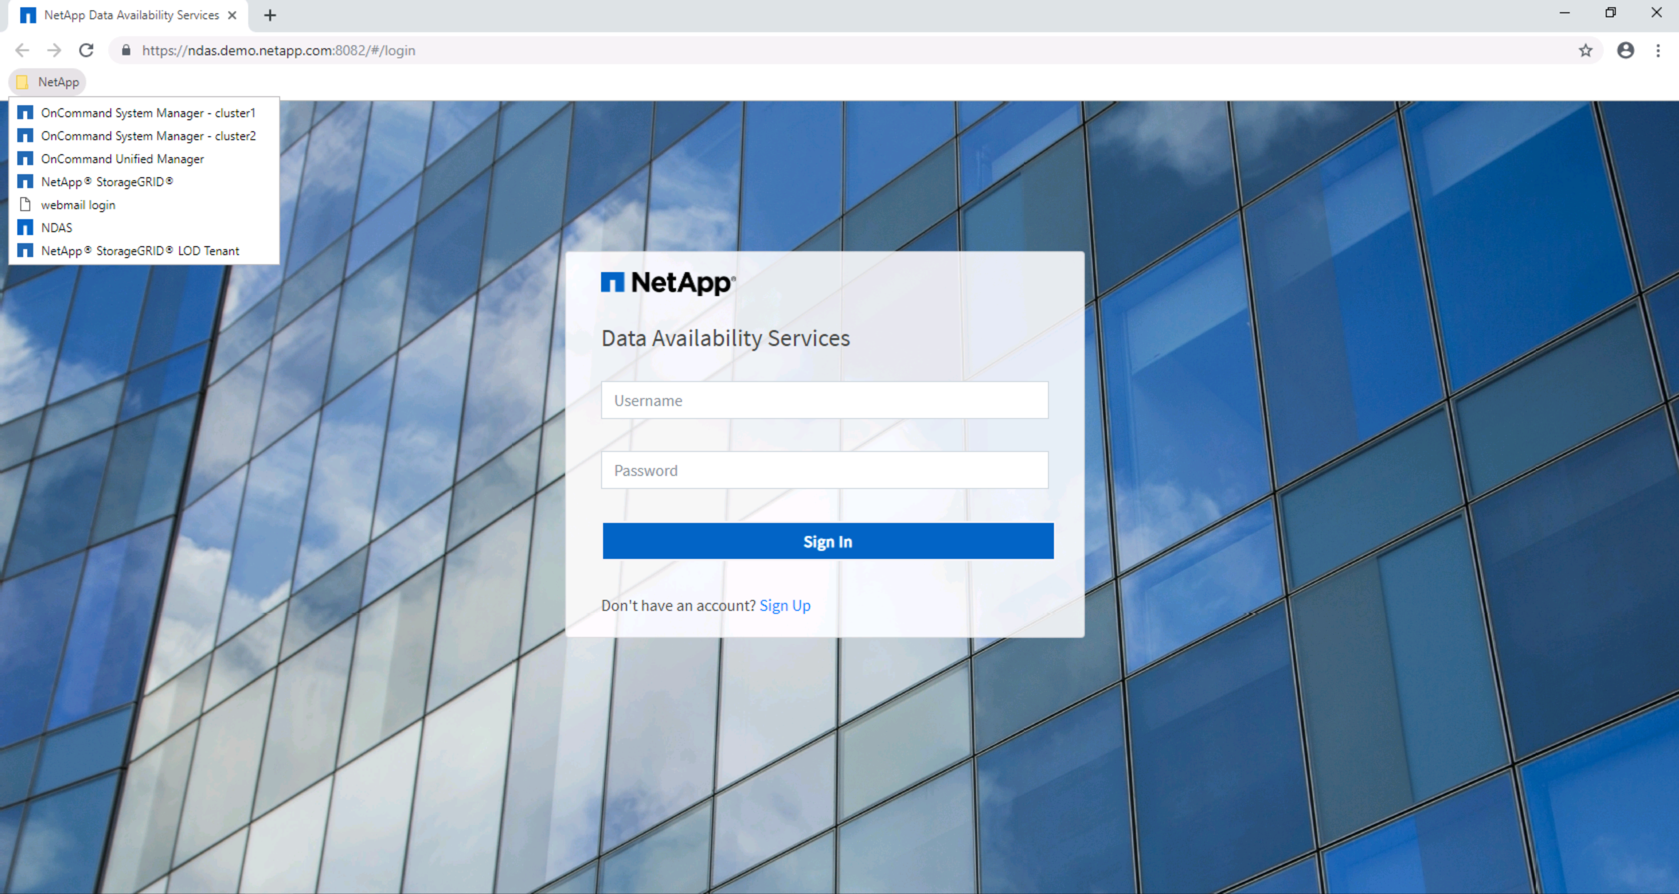 NetApp Data Availability Services
https://ndas.demo.netapp.com:8082/#/login
NetApp
OnCommand System Manager - cluster1
OnCommand System Manager - cluster2
OnCommand Unified Manager
NetApp® StorageGRID®
webmail login
NDAS
NetApp® StorageGRID® LOD Tenant
NetApp®
Data Availability Services
Username
Password
Sign In
Don't have an account? Sign Up